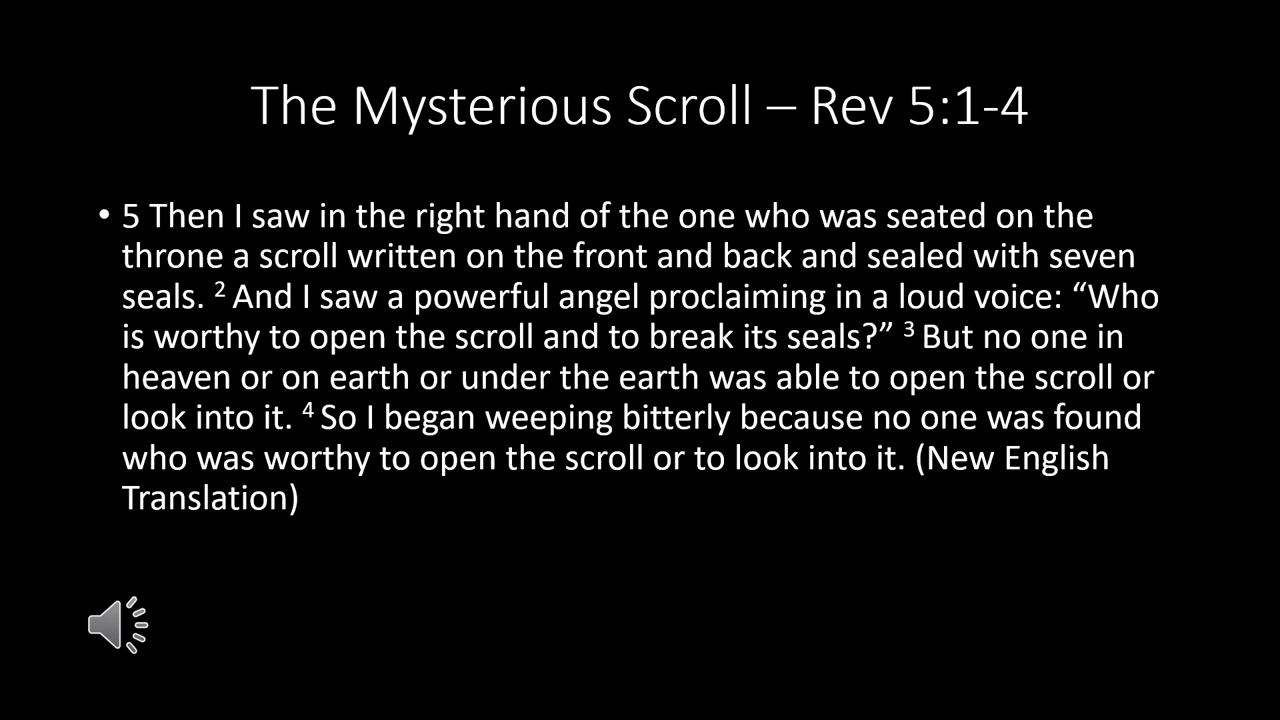 The Mysterious Scroll – Rev 5:1-4
• 5 Then I saw in the right hand of the one who was seated on the
throne a scroll written on the front and back and sealed with seven
seals. 2 And I saw a powerful angel proclaiming in a loud voice: “Who
is worthy to open the scroll and to break its seals?” 3 But no one in
heaven or on earth or under the earth was able to open the scroll or
look into it. 4 So I began weeping bitterly because no one was found
who was worthy to open the scroll or to look into it. (New English
Translation)